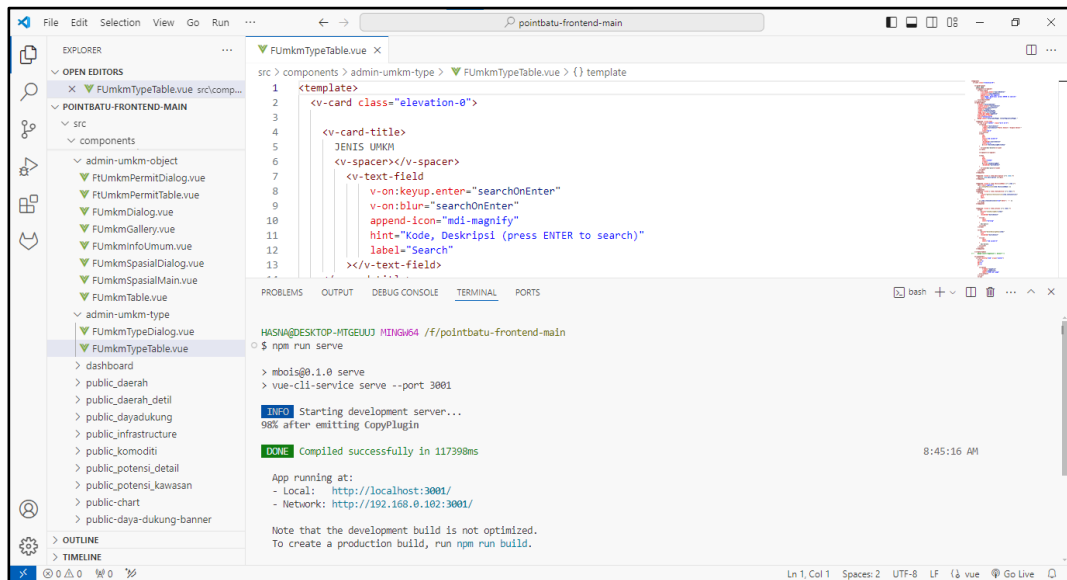 File Edit Selection View Go Run ···
pointbatu-frontend-main
EXPLORER ···
OPEN EDITORS
FUmkmTypeTable.vue src\comp...
POINTBATU-FRONTEND-MAIN
src
components
admin-umkm-object
FtUmkmPermitDialog.vue
FtUmkmPermitTable.vue
FUmkmDialog.vue
FUmkmGallery.vue
FUmkmInfoUmum.vue
FUmkmSpasialDialog.vue
FUmkmSpasialMain.vue
FUmkmTable.vue
admin-umkm-type
FUmkmTypeDialog.vue
FUmkmTypeTable.vue
dashboard
public_daerah
public_daerah_detil
public_dayadukung
public_infrastructure
public_komoditi
public_potensi_detail
public_potensi_kawasan
public-chart
public-daya-dukung-banner
OUTLINE
TIMELINE
FUmkmTypeTable.vue
src > components > admin-umkm-type > FUmkmTypeTable.vue > {} template
1 <template>
2 <v-card class="elevation-0">
3
4 <v-card-title>
5 JENIS UMKM
6 <v-spacer></v-spacer>
7 <v-text-field
8 v-on:keyup.enter="searchOnEnter"
9 v-on:blur="searchOnEnter"
10 append-icon="mdi-magnify"
11 hint="Kode, Deskripsi (press ENTER to search)"
12 label="Search"
13 ></v-text-field>
PROBLEMS OUTPUT DEBUG CONSOLE TERMINAL PORTS
bash
HASNA@DESKTOP-MTGEUUJ MINGW64 /f/pointbatu-frontend-main
$ npm run serve
> mbois@0.1.0 serve
> vue-cli-service serve --port 3001
INFO Starting development server...
98% after emitting CopyPlugin
DONE Compiled successfully in 117398ms 8:45:16 AM
App running at:
- Local: http://localhost:3001/
- Network: http://192.168.0.102:3001/
Note that the development build is not optimized.
To create a production build, run npm run build.
0 0 0 Ln 1, Col 1 Spaces: 2 UTF-8 LF vue Go Live